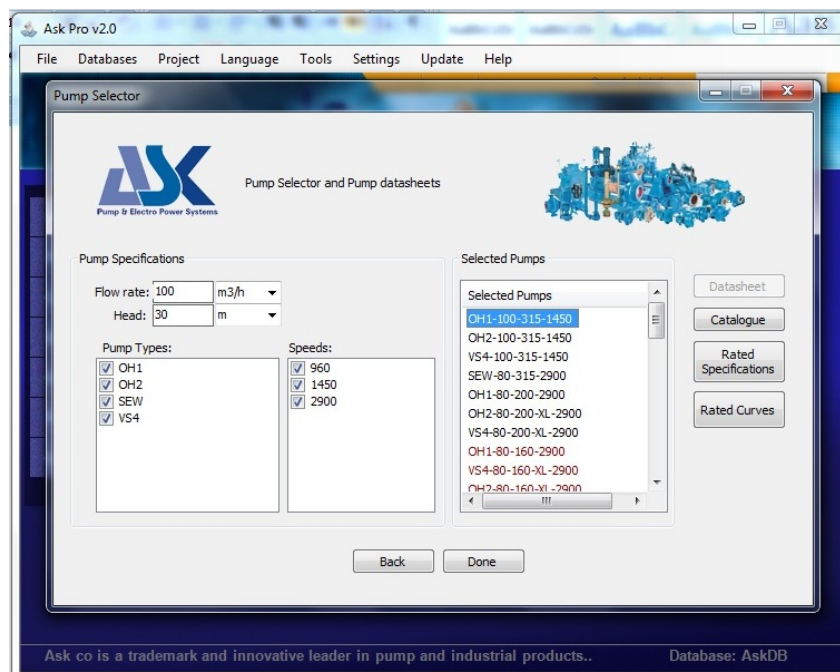 Ask Pro v2.0
File Databases Project Language Tools Settings Update Help
Pump Selector
ASK
Pump & Electro Power Systems
Pump Selector and Pump datasheets
Pump Specifications
Flow rate: 100 m3/h
Head: 30 m
Pump Types:
OH1
OH2
SEW
VS4
Speeds:
960
1450
2900
Selected Pumps
Selected Pumps
OH1-100-315-1450
OH2-100-315-1450
VS4-100-315-1450
SEW-80-315-2900
OH1-80-200-2900
OH2-80-200-XL-2900
VS4-80-200-XL-2900
OH1-80-160-2900
VS4-80-160-XL-2900
OH2-80-160-XL-2900
Datasheet
Catalogue
Rated
Specifications
Rated Curves
Back Done
Ask co is a trademark and innovative leader in pump and industrial products.. Database: AskDB